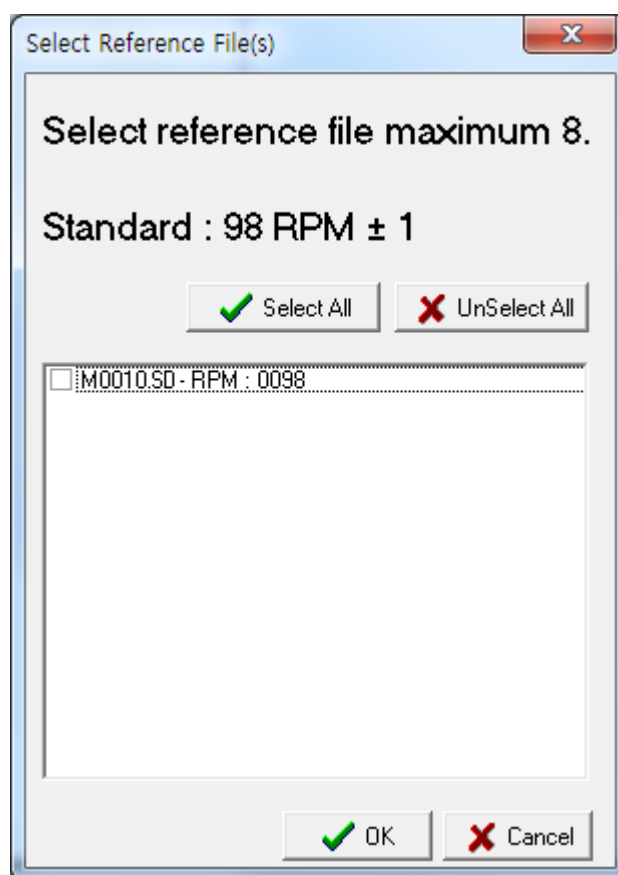 Select Reference File(s)
Select reference file maximum 8.
Standard : 98 RPM ± 1
Select All UnSelect All
M0010.SD - RPM : 0098
OK Cancel